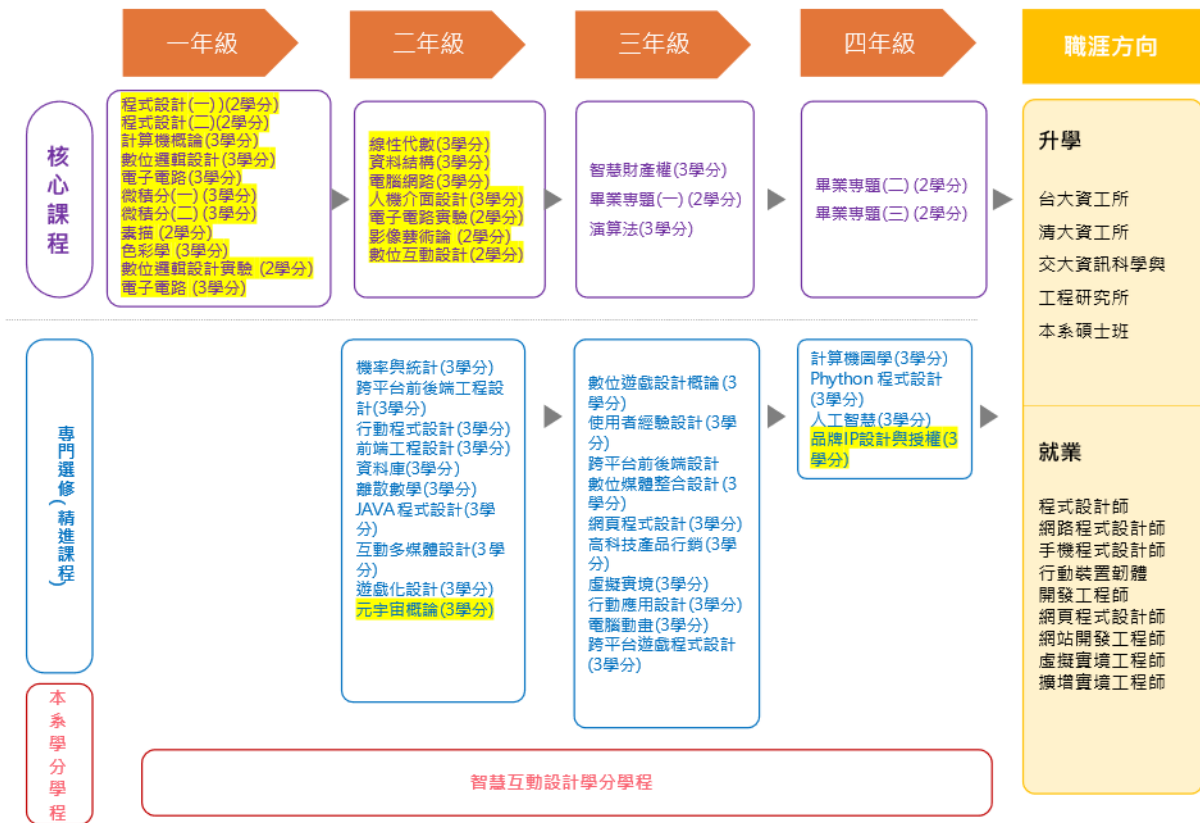 一年級
二年級
三年級
四年級
職涯方向
核心課程
程式設計(一))(2學分)
程式設計(二)(2學分)
計算機概論(3學分)
數位邏輯設計(3學分)
電子電路(3學分)
微積分(一) (3學分)
微積分(二) (3學分)
素描 (2學分)
色彩學 (3學分)
數位邏輯設計實驗 (2學分)
電子電路 (3學分)
線性代數(3學分)
資料結構(3學分)
電腦網路(3學分)
人機介面設計(3學分)
電子電路實驗(2學分)
影像藝術論 (2學分)
數位互動設計(2學分)
智慧財產權(3學分)
畢業專題(一) (2學分)
演算法(3學分)
畢業專題(二) (2學分)
畢業專題(三) (2學分)
升學
台大資工所
清大資工所
交大資訊科學與
工程研究所
本系碩士班
專門選修(精進課程)
機率與統計(3學分)
跨平台前後端工程設
計(3學分)
行動程式設計(3學分)
前端工程設計(3學分)
資料庫(3學分)
離散數學(3學分)
JAVA 程式設計(3學
分)
互動多媒體設計(3學
分)
遊戲化設計(3學分)
元宇宙概論(3學分)
數位遊戲設計概論(3
學分)
使用者經驗設計(3學
分)
跨平台前後端設計
數位媒體整合設計(3
學分)
網頁程式設計(3學分)
高科技產品行銷(3學
分)
虛擬實境(3學分)
行動應用設計(3學分)
電腦動畫(3學分)
跨平台遊戲程式設計
(3學分)
計算機圖學(3學分)
Phython 程式設計
(3學分)
人工智慧(3學分)
品牌IP設計與授權(3
學分)
就業
程式設計師
網路程式設計師
手機程式設計師
行動裝置韌體
開發工程師
網頁程式設計師
網站開發工程師
虛擬實境工程師
擴增實境工程師
本系學分學程
智慧互動設計學分學程